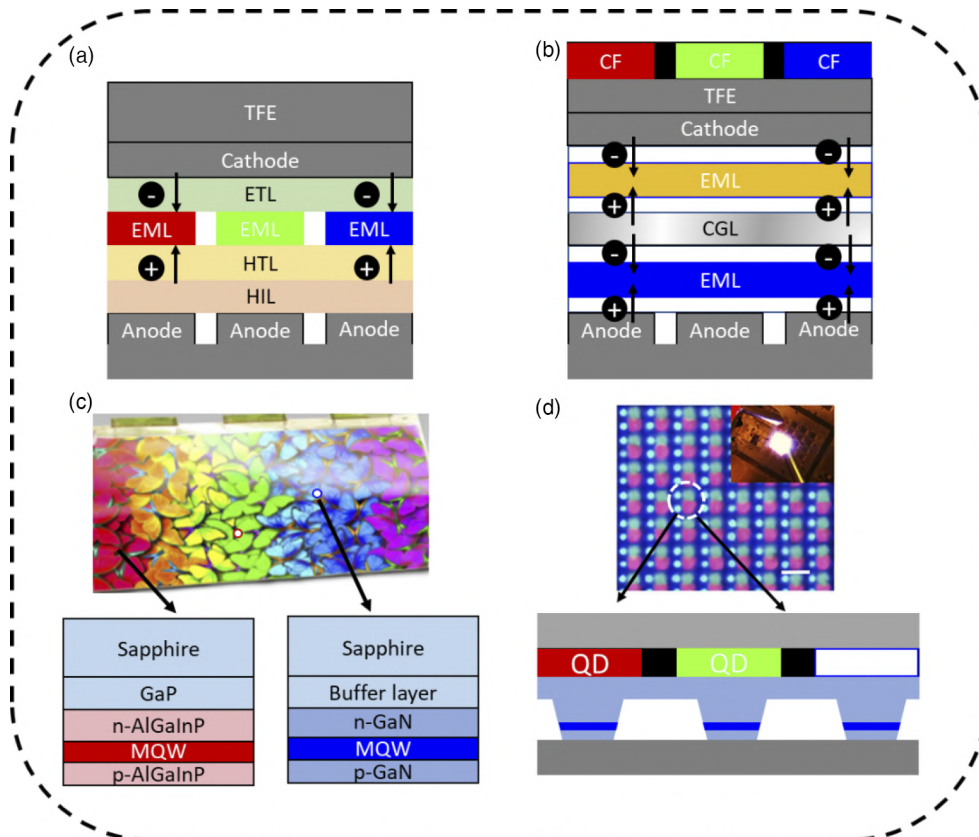 (a)
TFE
Cathode
ETL
-
-
EML EML EML
HTL
+
+
HIL
Anode Anode Anode
(b)
CF CF CF
TFE
Cathode
-
-
EML
+
+
CGL
-
-
EML
+
+
Anode Anode Anode
(c)
Sapphire
GaP
n-AlGaInP
MQW
p-AlGaInP
Sapphire
Buffer layer
n-GaN
MQW
p-GaN
(d)
QD QD